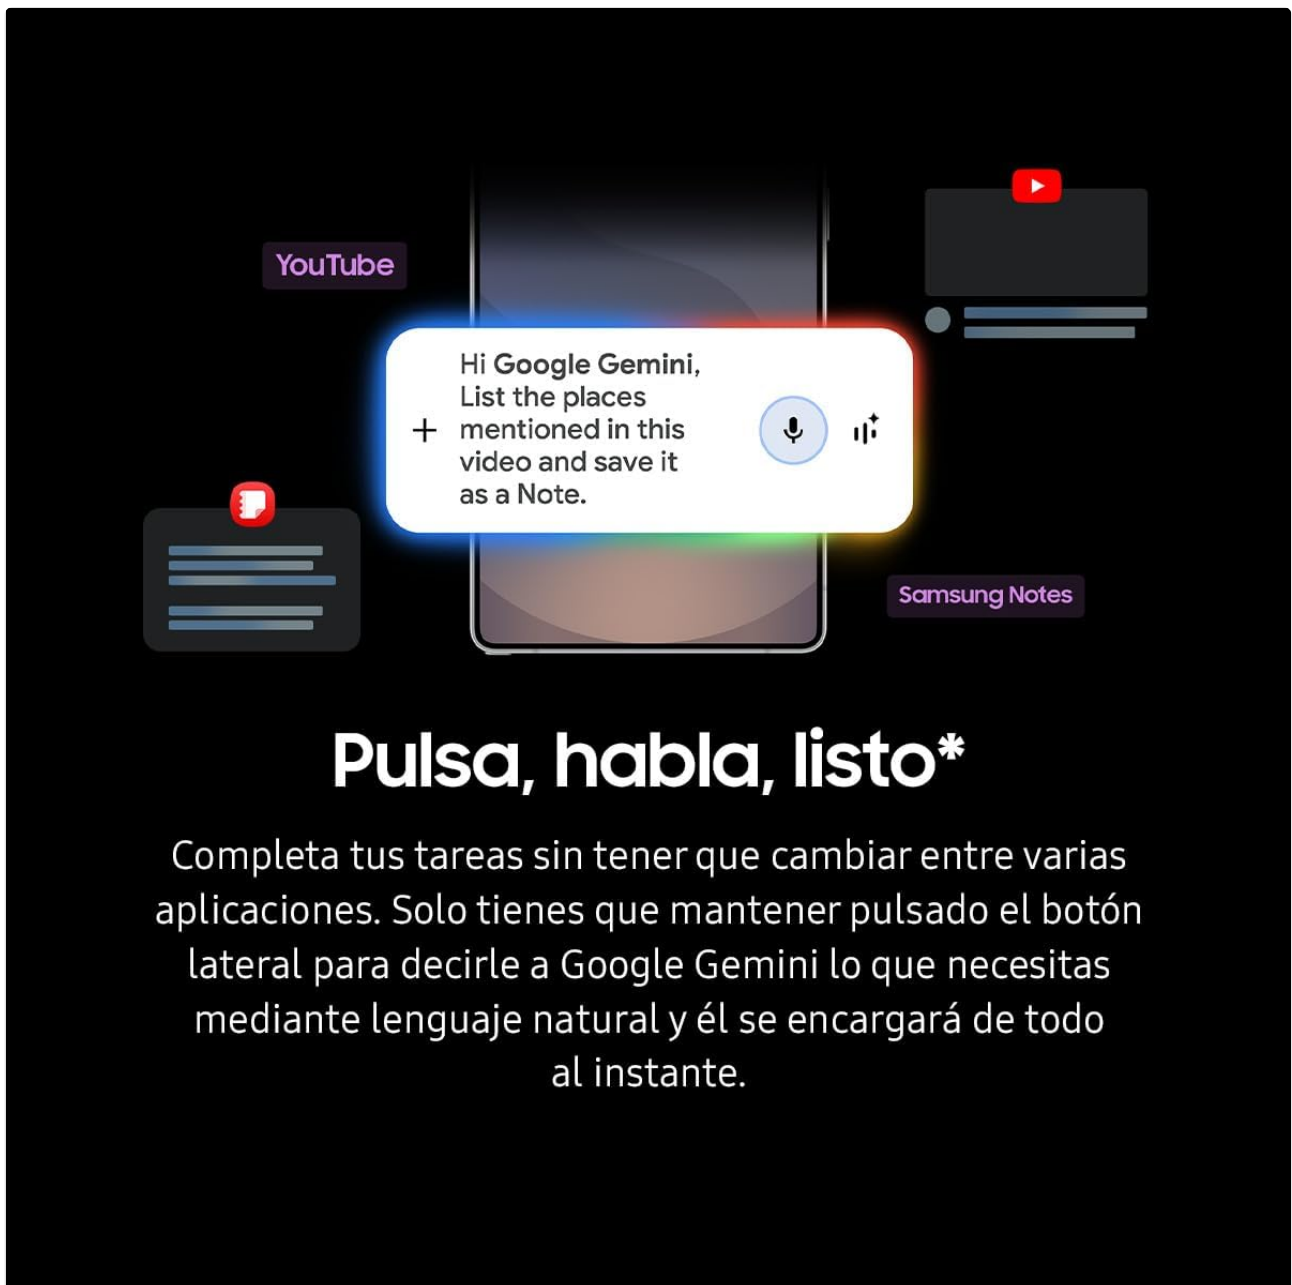 YouTube
Hi Google Gemini,
List the places
mentioned in this
video and save it
as a Note.
Samsung Notes
Pulsa, habla, listo*
Completa tus tareas sin tener que cambiar entre varias
aplicaciones. Solo tienes que mantener pulsado el botón
lateral para decirle a Google Gemini lo que necesitas
mediante lenguaje natural y él se encargará de todo
al instante.